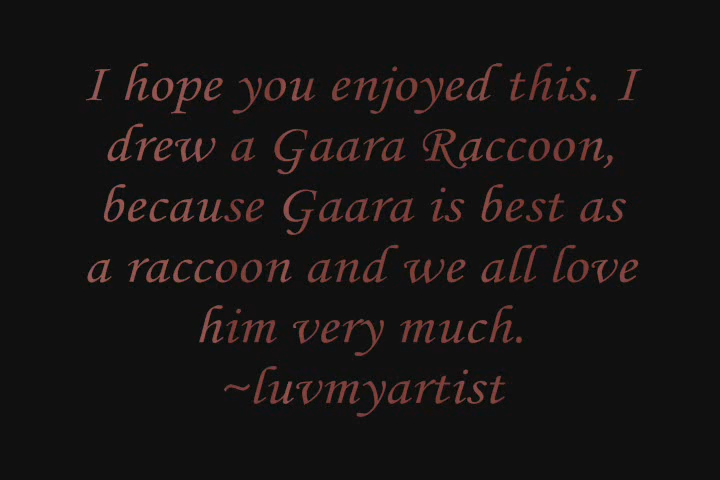 I hope you enjoyed this. I
drew a Gaara Raccoon,
because Gaara is best as
a raccoon and we all love
him very much.
~luvmyartist